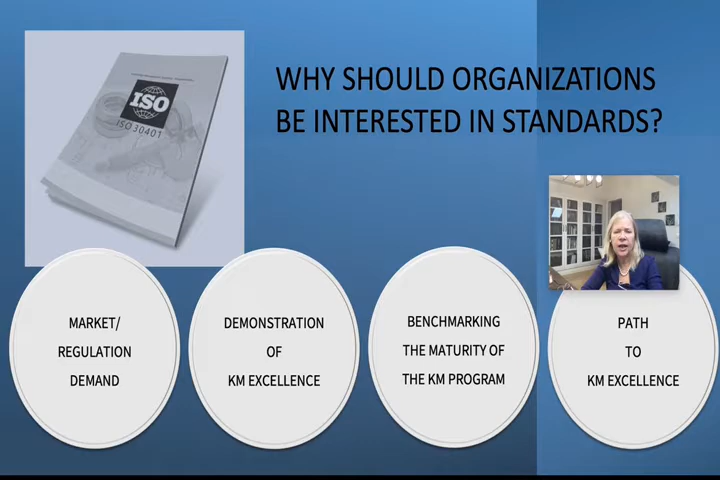 ISO
ISO 30401
WHY SHOULD ORGANIZATIONS
BE INTERESTED IN STANDARDS?
MARKET/
REGULATION
DEMAND
DEMONSTRATION
OF
KM EXCELLENCE
BENCHMARKING
THE MATURITY OF
THE KM PROGRAM
PATH
TO
KM EXCELLENCE